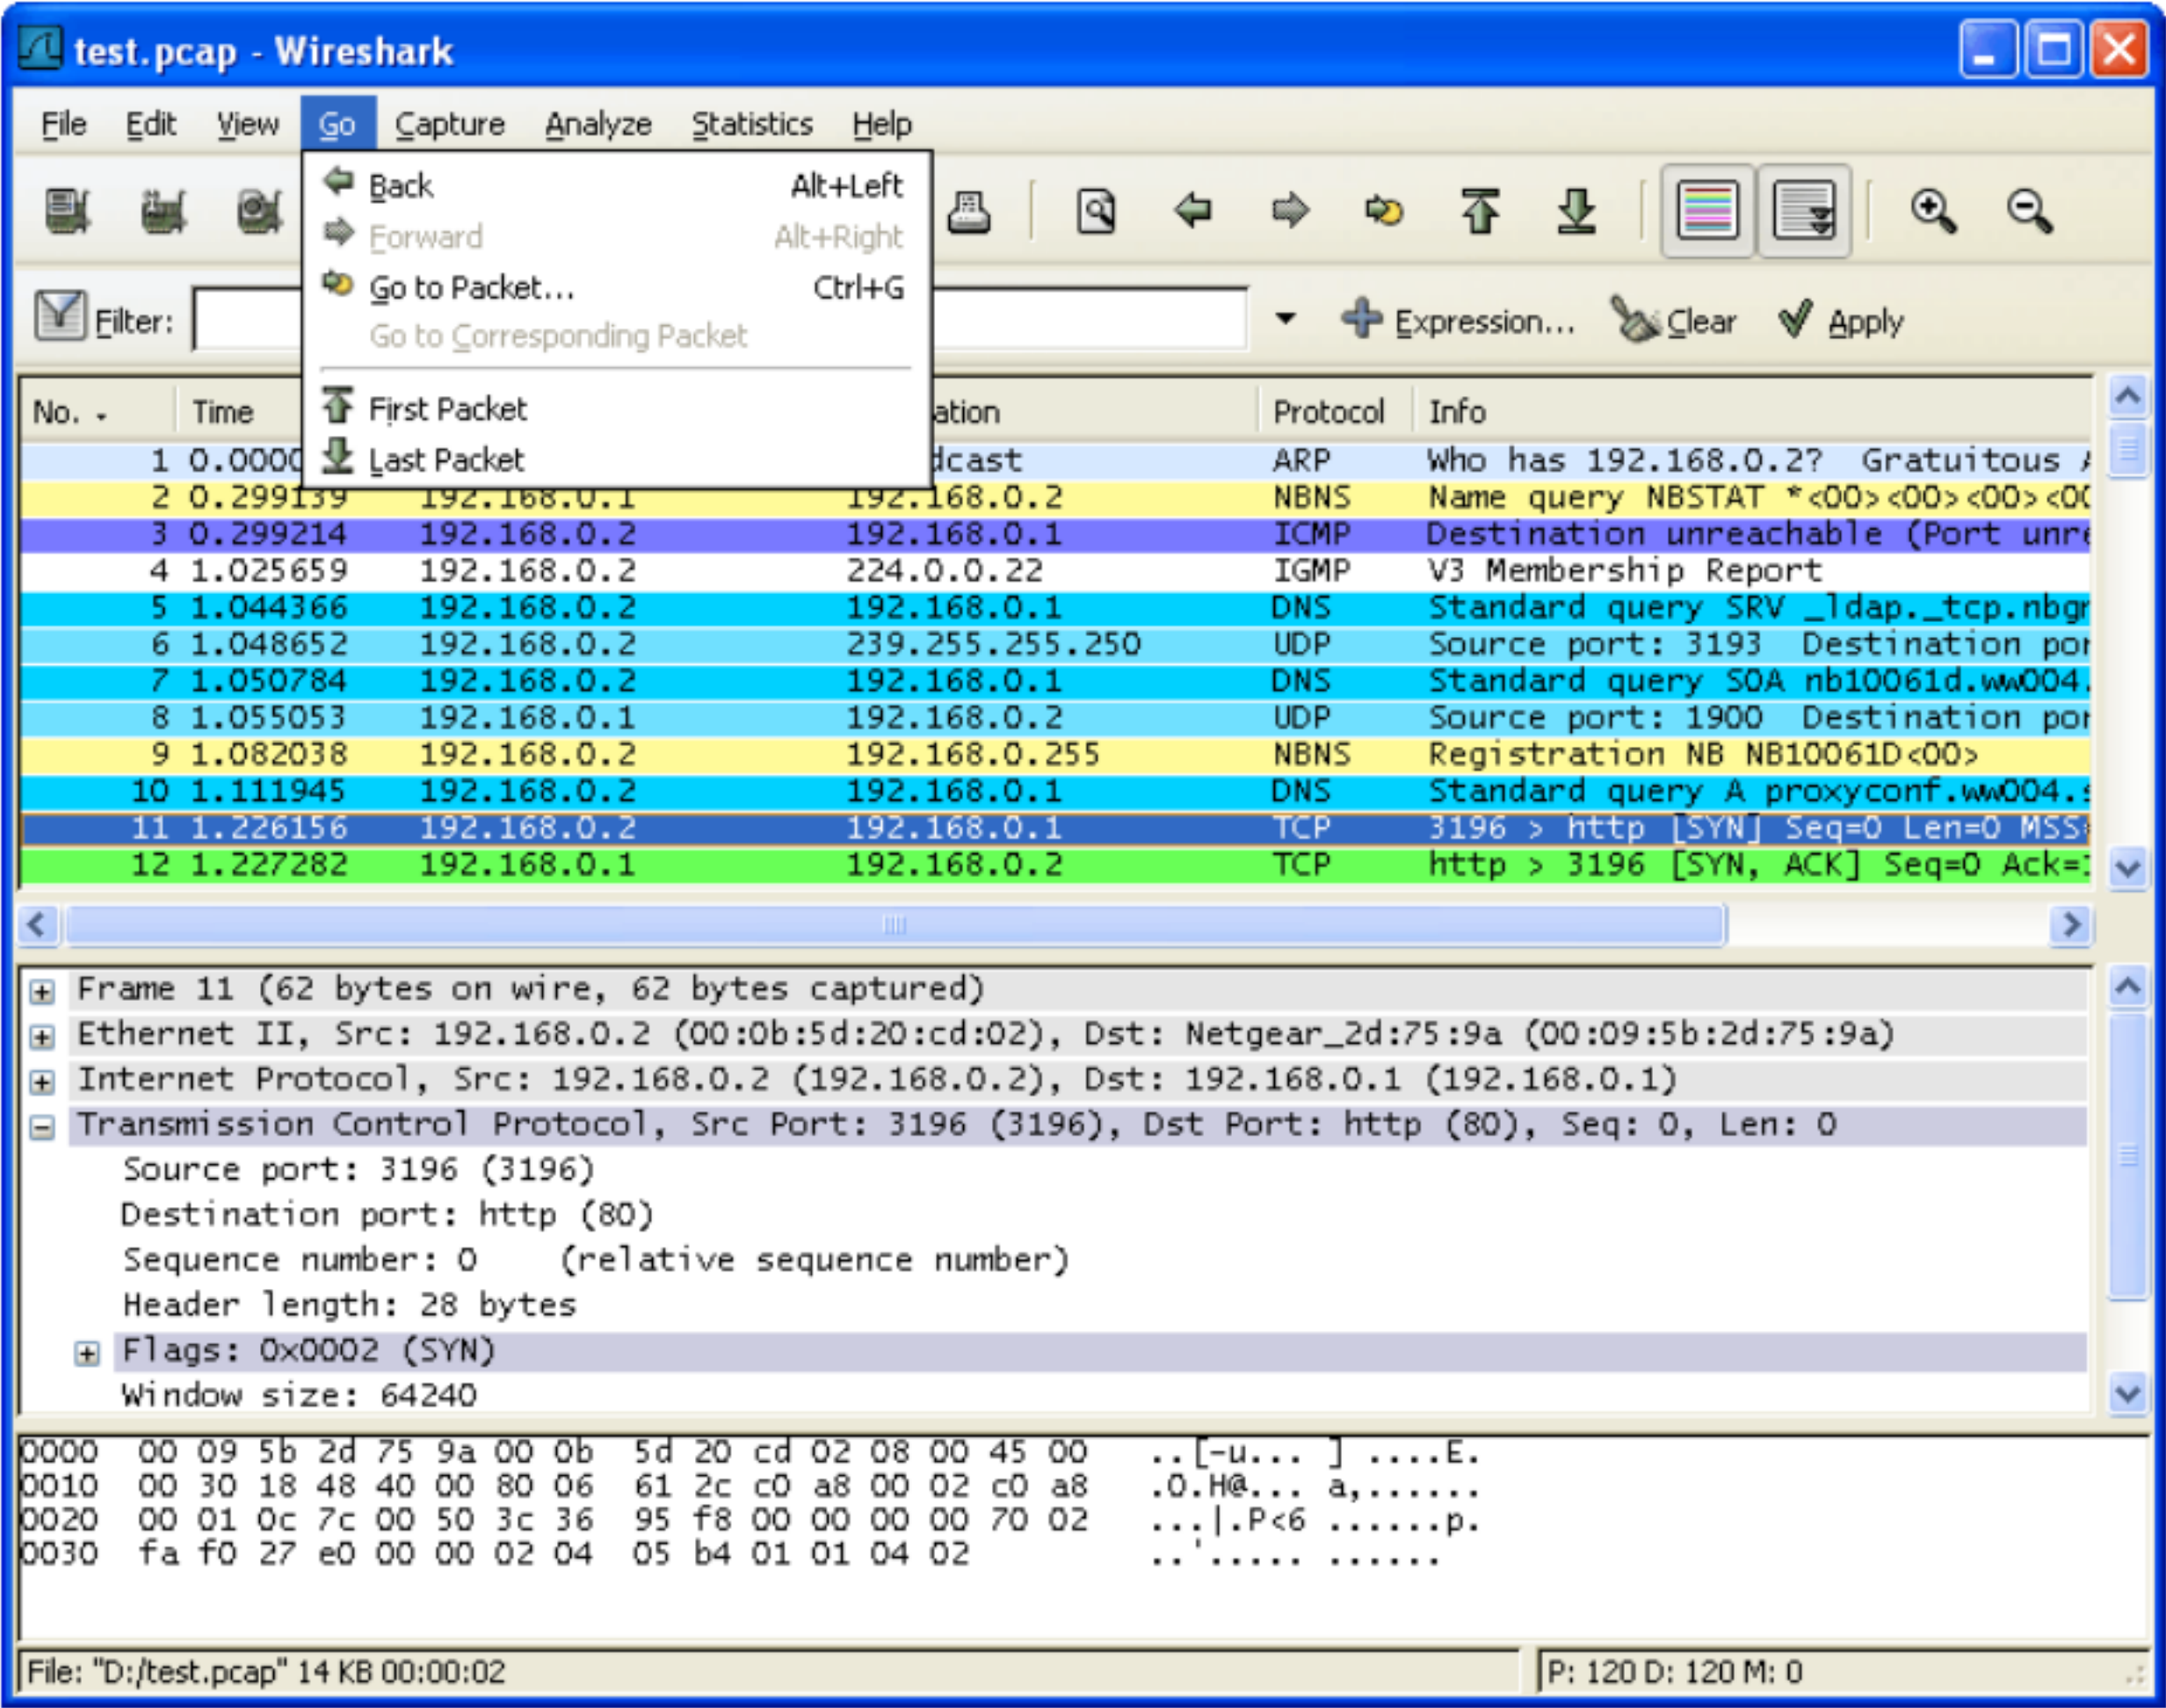 test.pcap - Wireshark
File Edit View Go Capture Analyze Statistics Help
Back Alt+Left
Forward Alt+Right
Go to Packet... Ctrl+G
Go to Corresponding Packet
First Packet
Last Packet
Filter: Expression... Clear Apply
No. Time Protocol Info
1 ARP Who has 192.168.0.2? Gratuitous
2 0.299139 192.168.0.1 192.168.0.2 NBNS Name query NBSTAT *<00><00><00><00
3 0.299214 192.168.0.2 192.168.0.1 ICMP Destination unreachable (Port
4 1.025659 192.168.0.2 224.0.0.22 IGMP V3 Membership Report
5 1.044366 192.168.0.2 192.168.0.1 DNS Standard query SRV _ldap._tcp.nbgr
6 1.048652 192.168.0.2 239.255.255.250 UDP Source port: 3193 Destination
7 1.050784 192.168.0.2 192.168.0.1 DNS Standard query SOA nb10061d.ww004.
8 1.055053 192.168.0.1 192.168.0.2 UDP Source port: 1900 Destination
9 1.082038 192.168.0.2 192.168.0.255 NBNS Registration NB NB10061D<00>
10 1.111945 192.168.0.2 192.168.0.1 DNS Standard query A proxyconf.ww004.
11 1.226156 192.168.0.2 192.168.0.1 TCP 3196 > http [SYN] Seq=0 Len=0 MSS
12 1.227282 192.168.0.1 192.168.0.2 TCP http > 3196 [SYN, ACK] Seq=0 Ack=
Frame 11 (62 bytes on wire, 62 bytes captured)
Ethernet II, Src: 192.168.0.2 (00:0b:5d:20:cd:02), Dst: Netgear_2d:75:9a (00:09:5b:2d:75:9a)
Internet Protocol, Src: 192.168.0.2 (192.168.0.2), Dst: 192.168.0.1 (192.168.0.1)
Transmission Control Protocol, Src Port: 3196 (3196), Dst Port: http (80), Seq: 0, Len: 0
Source port: 3196 (3196)
Destination port: http (80)
Sequence number: 0 (relative sequence number)
Header length: 28 bytes
Flags: 0x0002 (SYN)
Window size: 64240
0000 00 09 5b 2d 75 9a 00 0b 5d 20 cd 02 08 00 45 00 ..[-u... ] ....E.
0010 00 30 18 48 40 00 80 06 61 2c c0 a8 00 02 c0 a8 .0.H@... a,......
0020 00 01 0c 7c 00 50 3c 36 95 f8 00 00 00 00 70 02 ...|.P<6 ......p.
0030 fa f0 27 e0 00 00 02 04 05 b4 01 01 04 02 ..'..... ......
File: "D:/test.pcap" 14 KB 00:00:02 P: 120 D: 120 M: 0